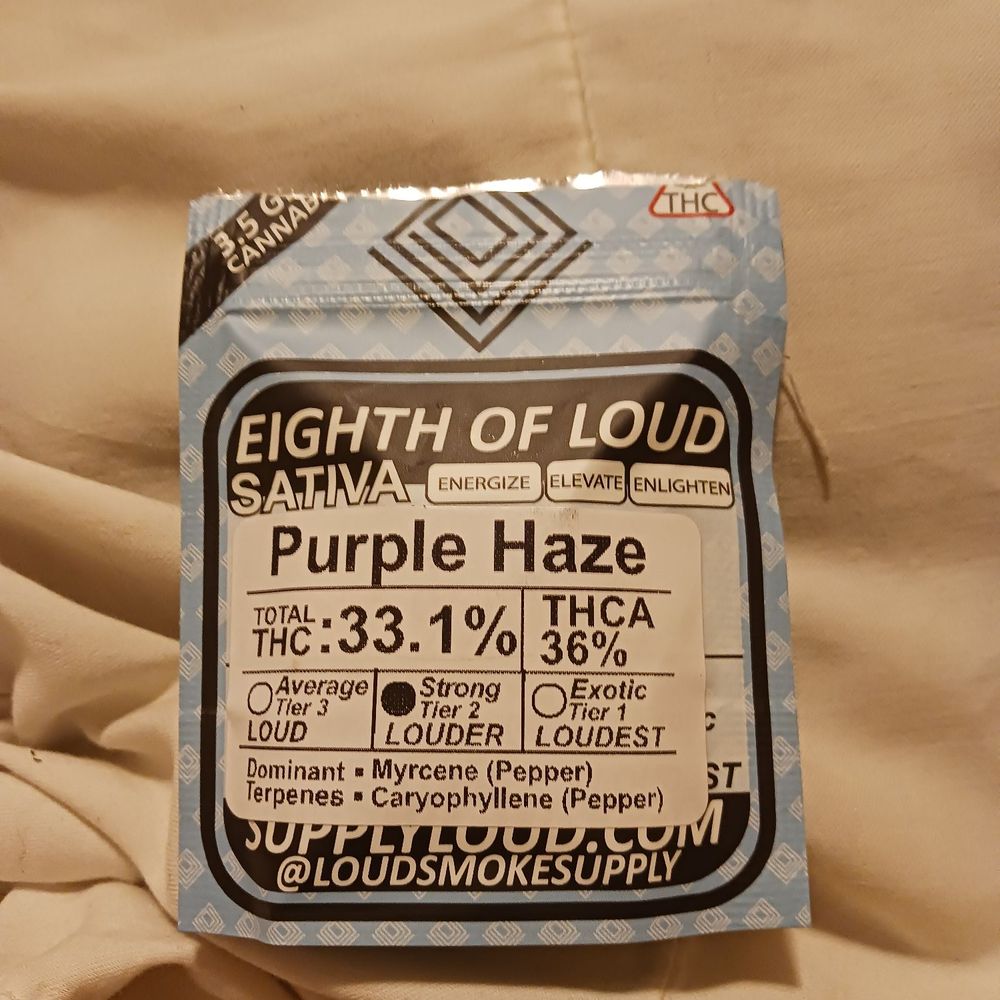 3.5 G
CANNAB
THC
EIGHTH OF LOUD
SATIVA ENERGIZE ELEVATE ENLIGHTEN
Purple Haze
TOTAL THC:33.1%
THCA
36%
Average
Tier 3
LOUD
Strong
Tier 2
LOUDER
Exotic
Tier 1
LOUDEST
Dominant ▪ Myrcene (Pepper)
Terpenes ▪ Caryophyllene (Pepper)
C
ST
SUPPLYLOUD.COM
@LOUDSMOKESUPPLY